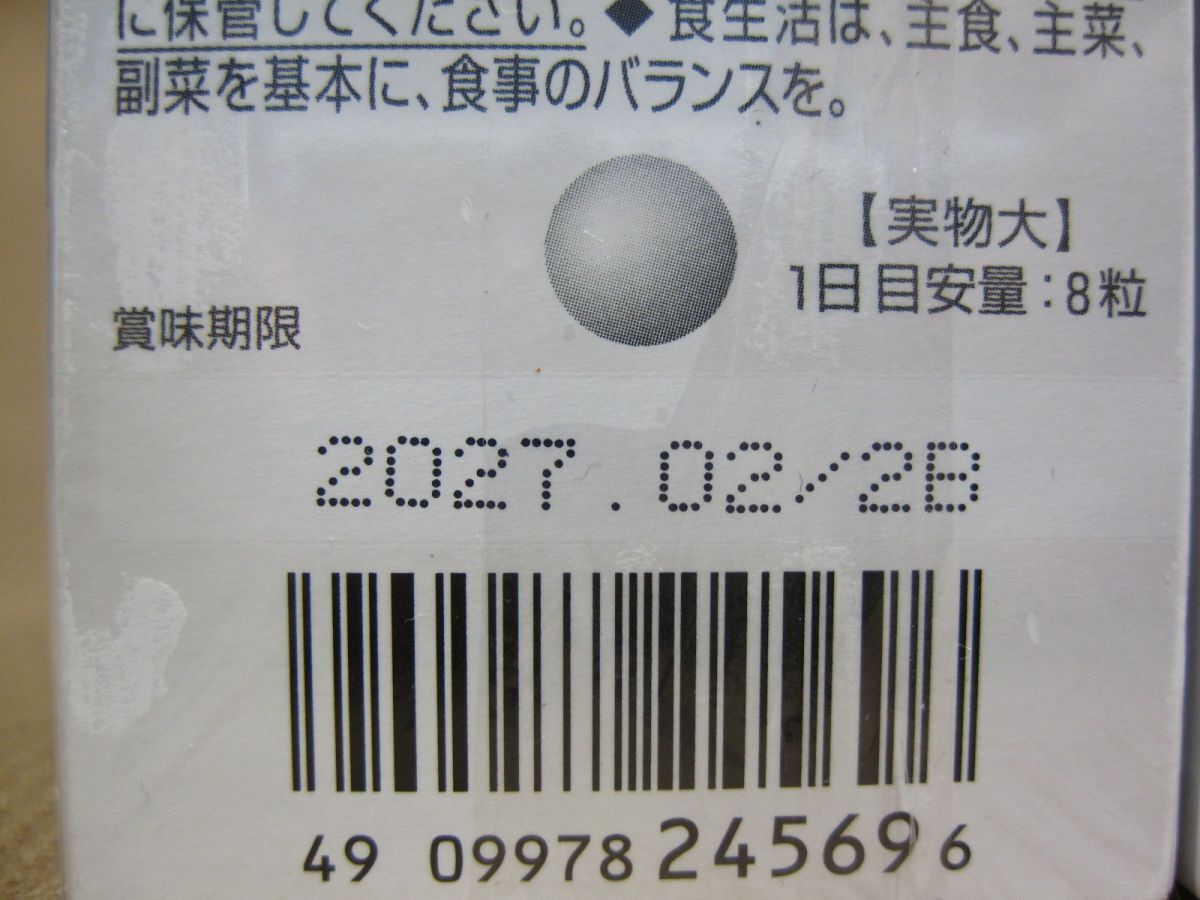 に保管してください。◆食生活は、主食、主菜、
副菜を基本に、食事のバランスを。
【実物大】
1日目安量:8粒
賞味期限
2027.02/2B
49 09978 245696